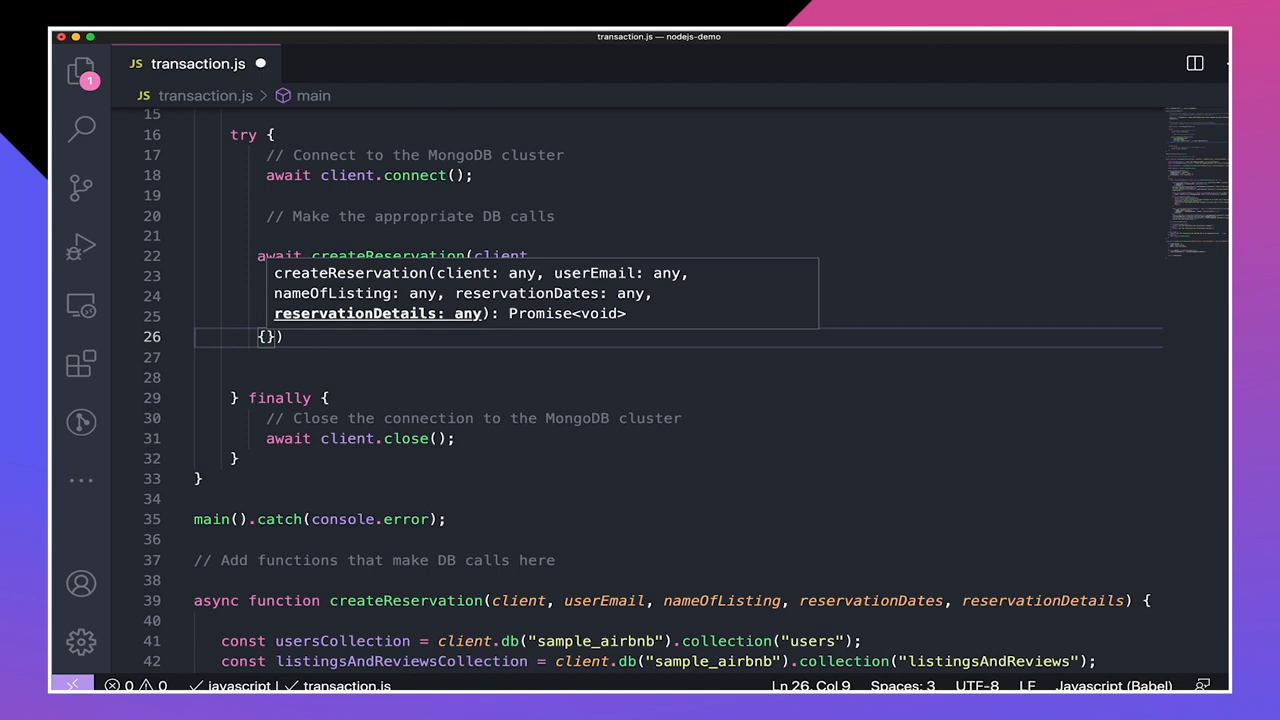 transaction.js — nodejs-demo
JS transaction.js
1
JS transaction.js > main
15
16 try {
17 // Connect to the MongoDB cluster
18 await client.connect();
19
20 // Make the appropriate DB calls
21
22 await createReservation(client,
createReservation(client: any, userEmail: any,
23
nameOfListing: any, reservationDates: any,
24
reservationDetails: any): Promise<void>
25
26 {})
27
28
29 } finally {
30 // Close the connection to the MongoDB cluster
31 await client.close();
32 }
33 }
34
35 main().catch(console.error);
36
37 // Add functions that make DB calls here
38
39 async function createReservation(client, userEmail, nameOfListing, reservationDates, reservationDetails) {
40
41 const usersCollection = client.db("sample_airbnb").collection("users");
42 const listingsAndReviewsCollection = client.db("sample_airbnb").collection("listingsAndReviews");
0 0 javascript | transaction.js Ln 26, Col 9 Spaces: 3 UTF-8 LF Javascript (Babel)